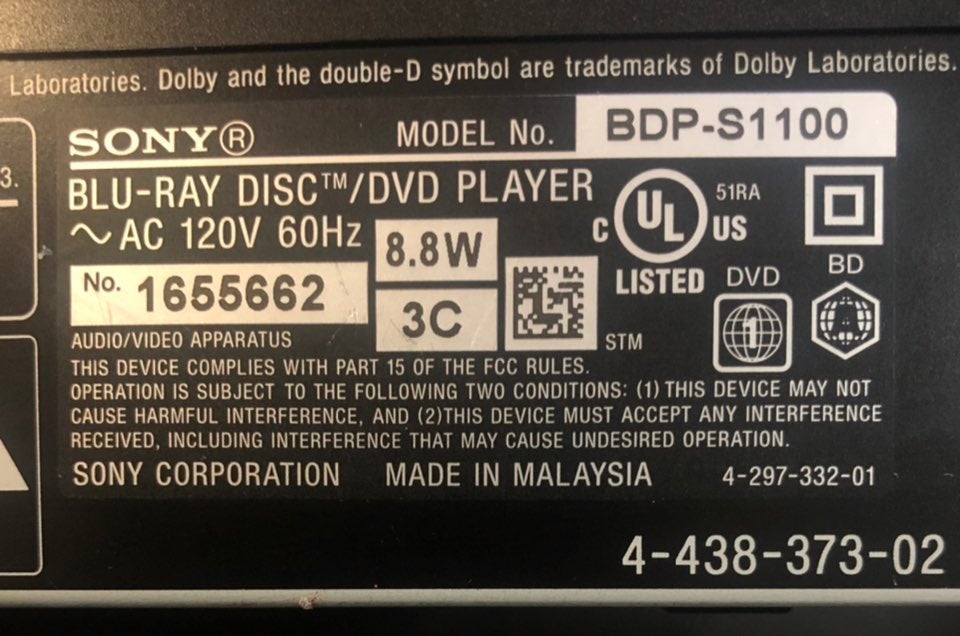 Laboratories. Dolby and the double-D symbol are trademarks of Dolby Laboratories.
3.
SONY® MODEL No. BDP-S1100
BLU-RAY DISC™/DVD PLAYER
∼ AC 120V 60Hz 8.8W
C UL US 51RA
LISTED
No. 1655662 3C
DVD BD
1
AUDIO/VIDEO APPARATUS STM
THIS DEVICE COMPLIES WITH PART 15 OF THE FCC RULES.
OPERATION IS SUBJECT TO THE FOLLOWING TWO CONDITIONS: (1) THIS DEVICE MAY NOT
CAUSE HARMFUL INTERFERENCE, AND (2)THIS DEVICE MUST ACCEPT ANY INTERFERENCE
RECEIVED, INCLUDING INTERFERENCE THAT MAY CAUSE UNDESIRED OPERATION.
SONY CORPORATION MADE IN MALAYSIA 4-297-332-01
4-438-373-02